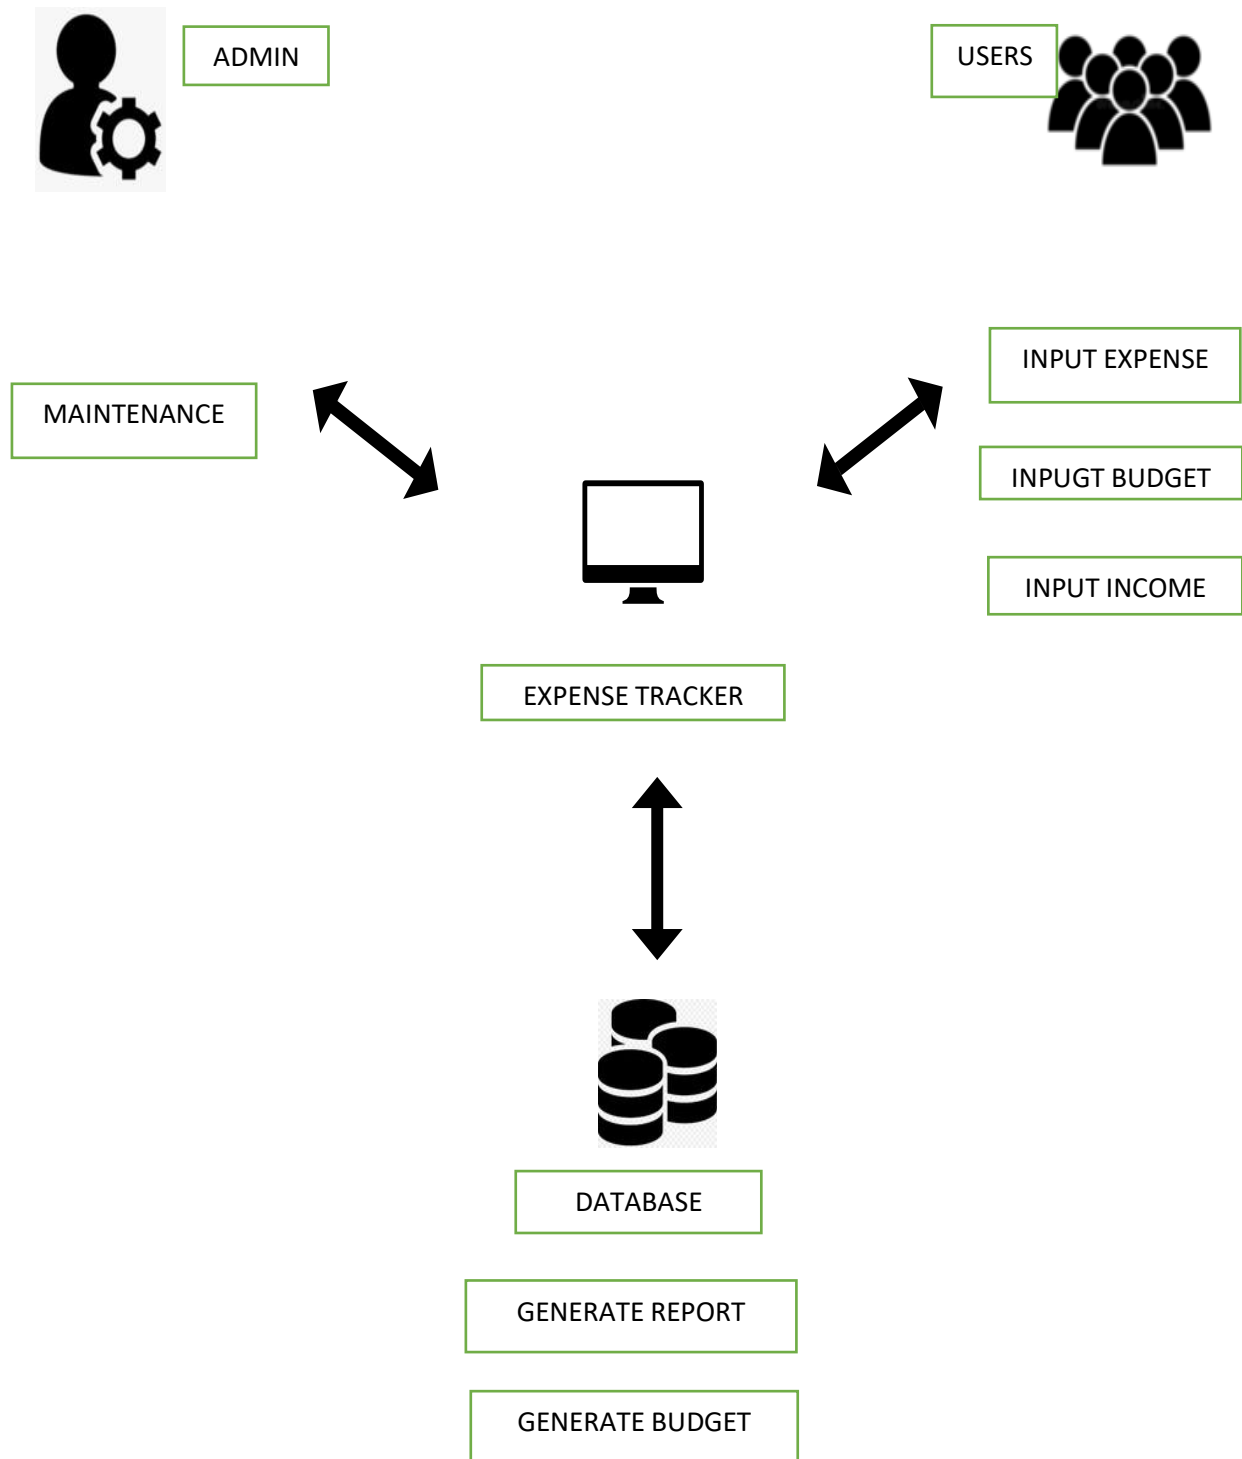 ADMIN
USERS
INPUT EXPENSE
MAINTENANCE
INPUGT BUDGET
INPUT INCOME
EXPENSE TRACKER
DATABASE
GENERATE REPORT
GENERATE BUDGET